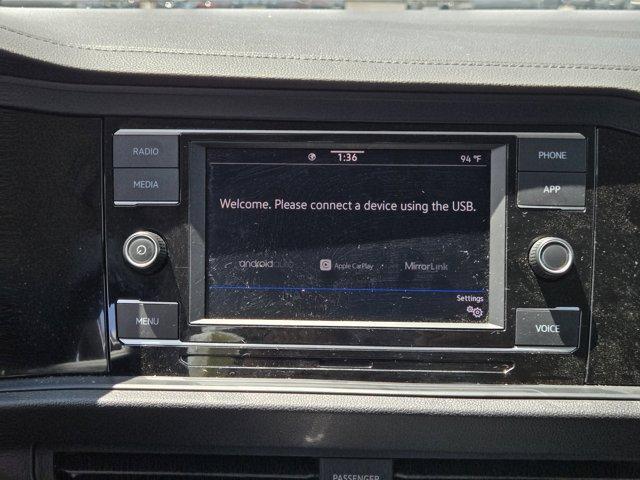 RADIO
MEDIA
MENU
1:36
94 °F
Welcome. Please connect a device using the USB.
androidauto
Apple CarPlay
MirrorLink
Settings
PHONE
APP
VOICE
PASSENGER